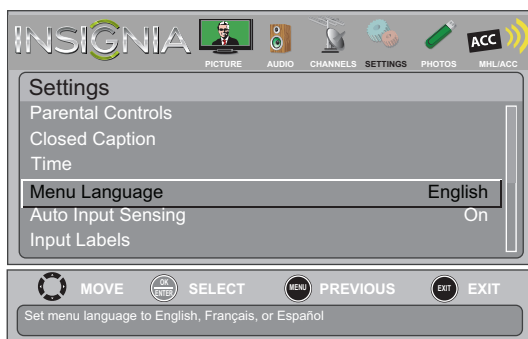 INSIGNIA
PICTURE AUDIO CHANNELS SETTINGS PHOTOS MHL/ACC
ACC
Settings
Parental Controls
Closed Caption
Time
Menu Language English
Auto Input Sensing On
Input Labels
MOVE OK ENTER SELECT MENU PREVIOUS EXIT EXIT
Set menu language to English, Français, or Español